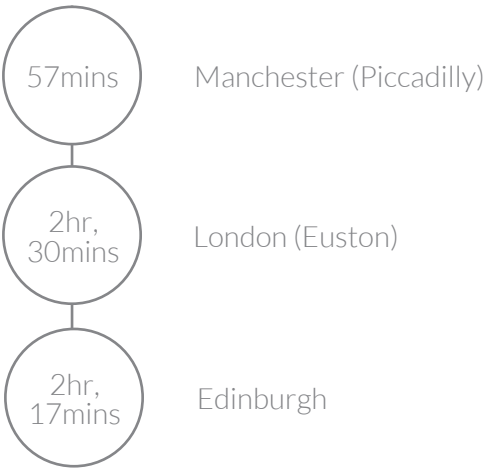 57mins
Manchester (Piccadilly)
2hr,
30mins
London (Euston)
2hr,
17mins
Edinburgh